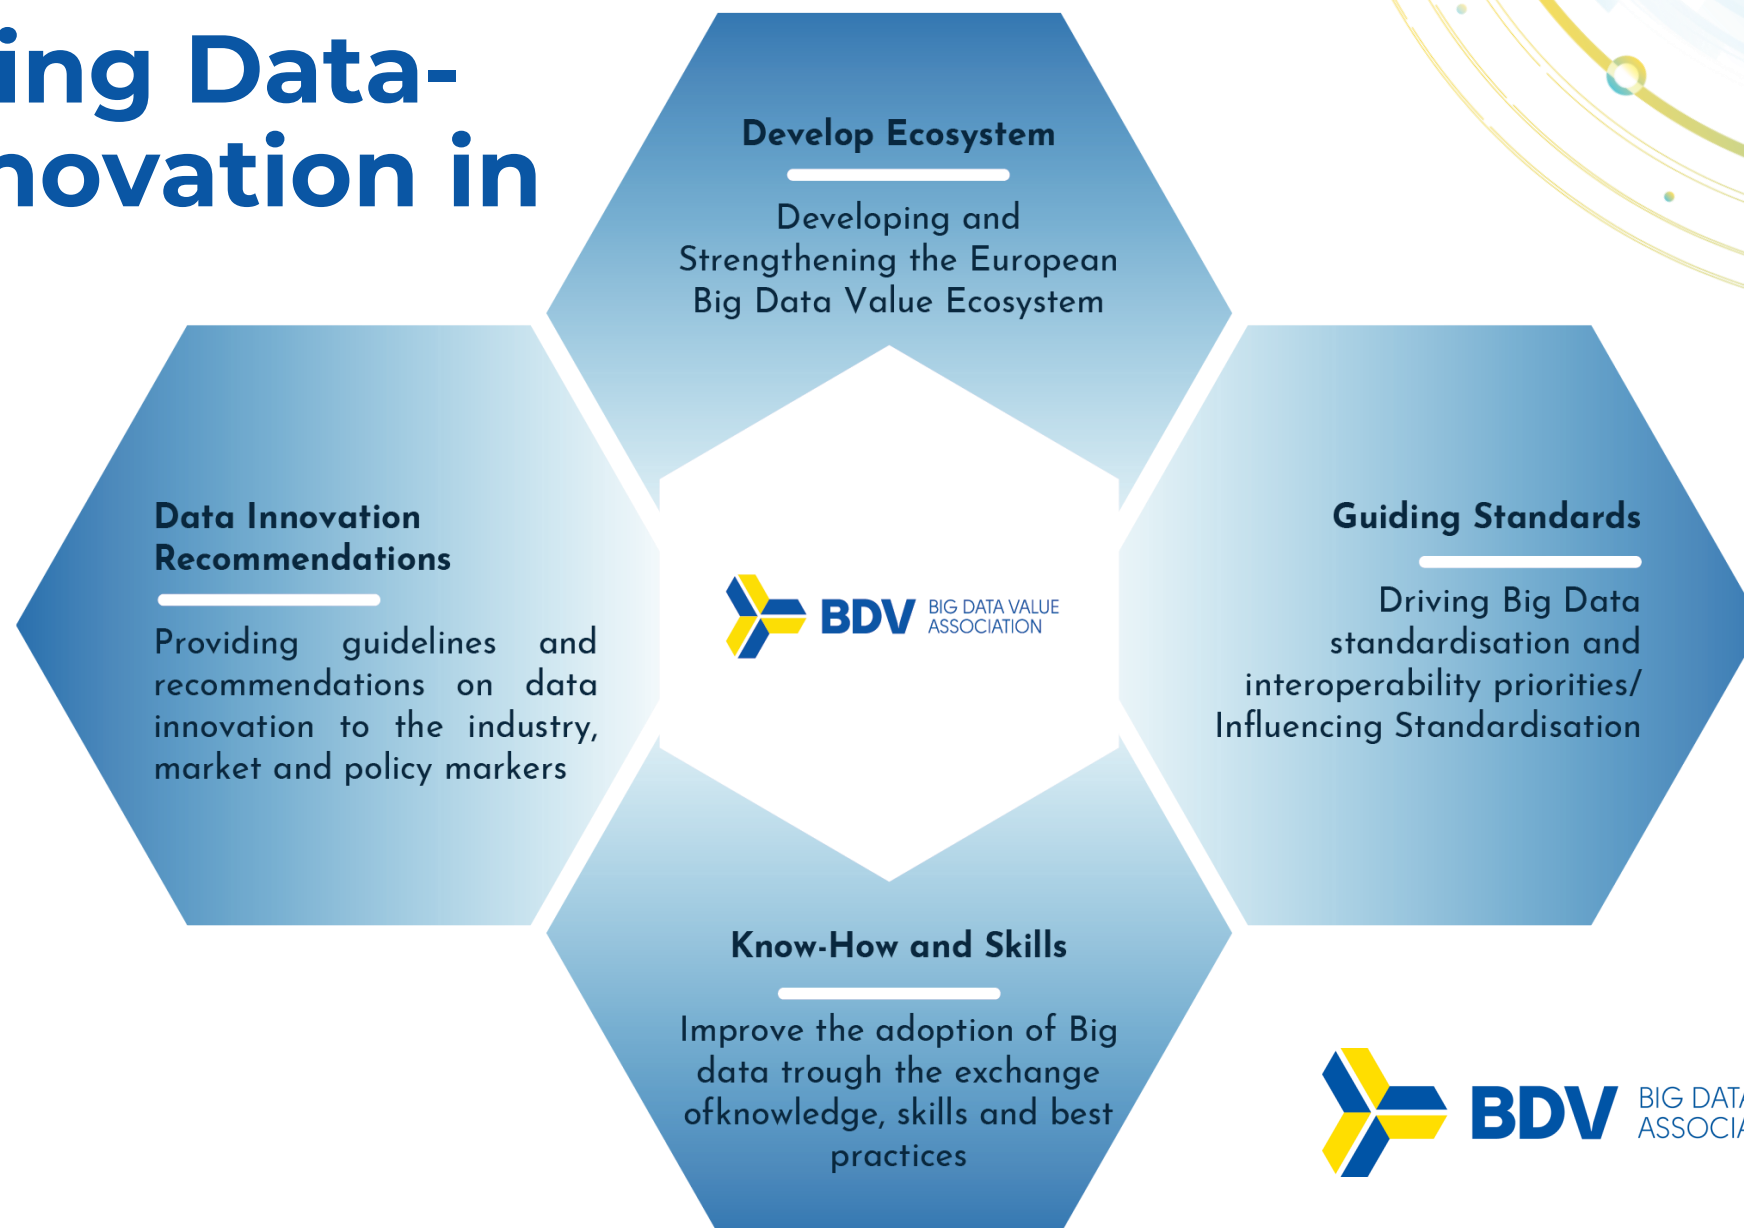 ing Data-
novation in
Develop Ecosystem
Developing and
Strengthening the European
Big Data Value Ecosystem
Data Innovation
Recommendations
Providing guidelines and
recommendations on data
innovation to the industry,
market and policy markers
BDV BIG DATA VALUE
ASSOCIATION
Guiding Standards
Driving Big Data
standardisation and
interoperability priorities/
Influencing Standardisation
Know-How and Skills
Improve the adoption of Big
data trough the exchange
ofknowledge, skills and best
practices
BDV BIG DATA
ASSOCIA